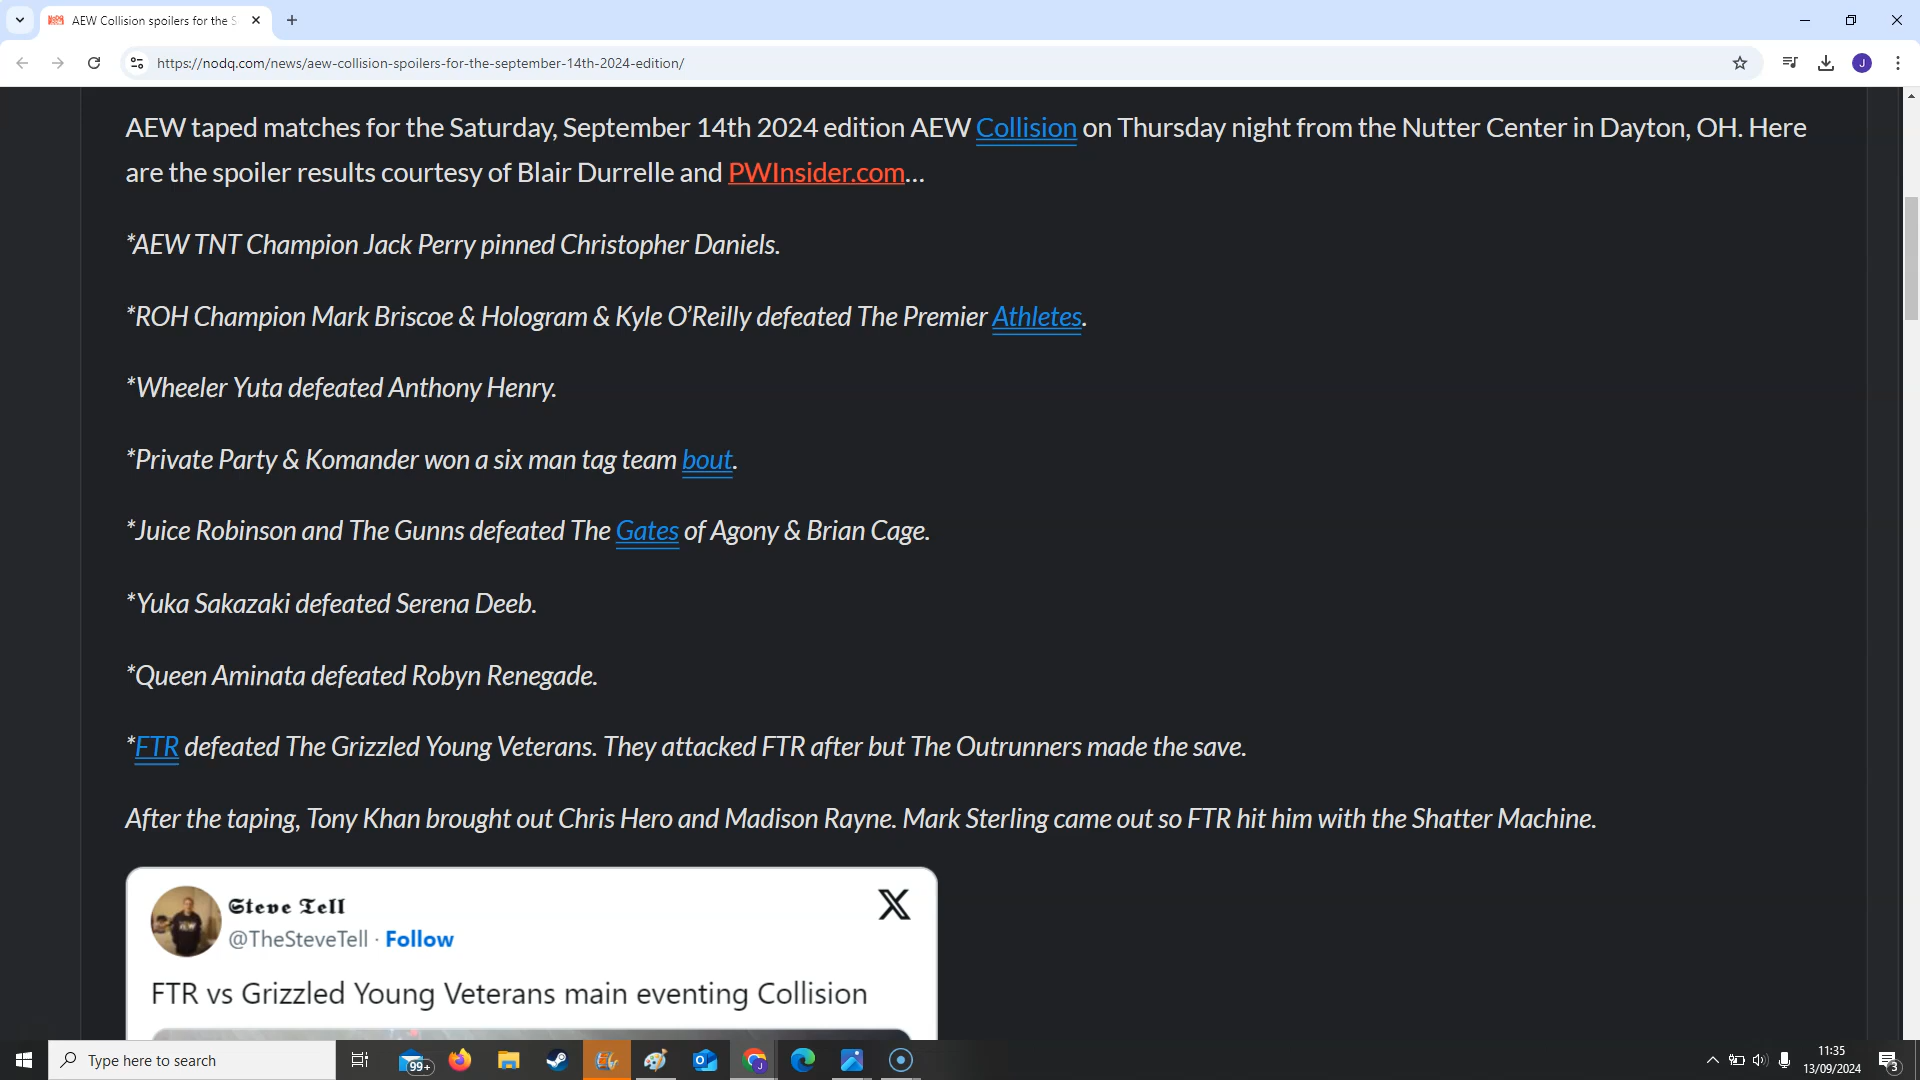 AEW Collision spoilers for the S
https://nodq.com/news/aew-collision-spoilers-for-the-september-14th-2024-edition/
J
AEW taped matches for the Saturday, September 14th 2024 edition AEW Collision on Thursday night from the Nutter Center in Dayton, OH. Here
are the spoiler results courtesy of Blair Durrelle and PWInsider.com...
*AEW TNT Champion Jack Perry pinned Christopher Daniels.
*ROH Champion Mark Briscoe & Hologram & Kyle O’Reilly defeated The Premier Athletes.
*Wheeler Yuta defeated Anthony Henry.
*Private Party & Komander won a six man tag team bout.
*Juice Robinson and The Gunns defeated The Gates of Agony & Brian Cage.
*Yuka Sakazaki defeated Serena Deeb.
*Queen Aminata defeated Robyn Renegade.
*FTR defeated The Grizzled Young Veterans. They attacked FTR after but The Outrunners made the save.
After the taping, Tony Khan brought out Chris Hero and Madison Rayne. Mark Sterling came out so FTR hit him with the Shatter Machine.
𝕾𝖙𝖊𝖛𝖊 𝕿𝖊𝖑𝖑
@TheSteveTell · Follow
FTR vs Grizzled Young Veterans main eventing Collision
Type here to search
99+
J
11:35
13/09/2024
3